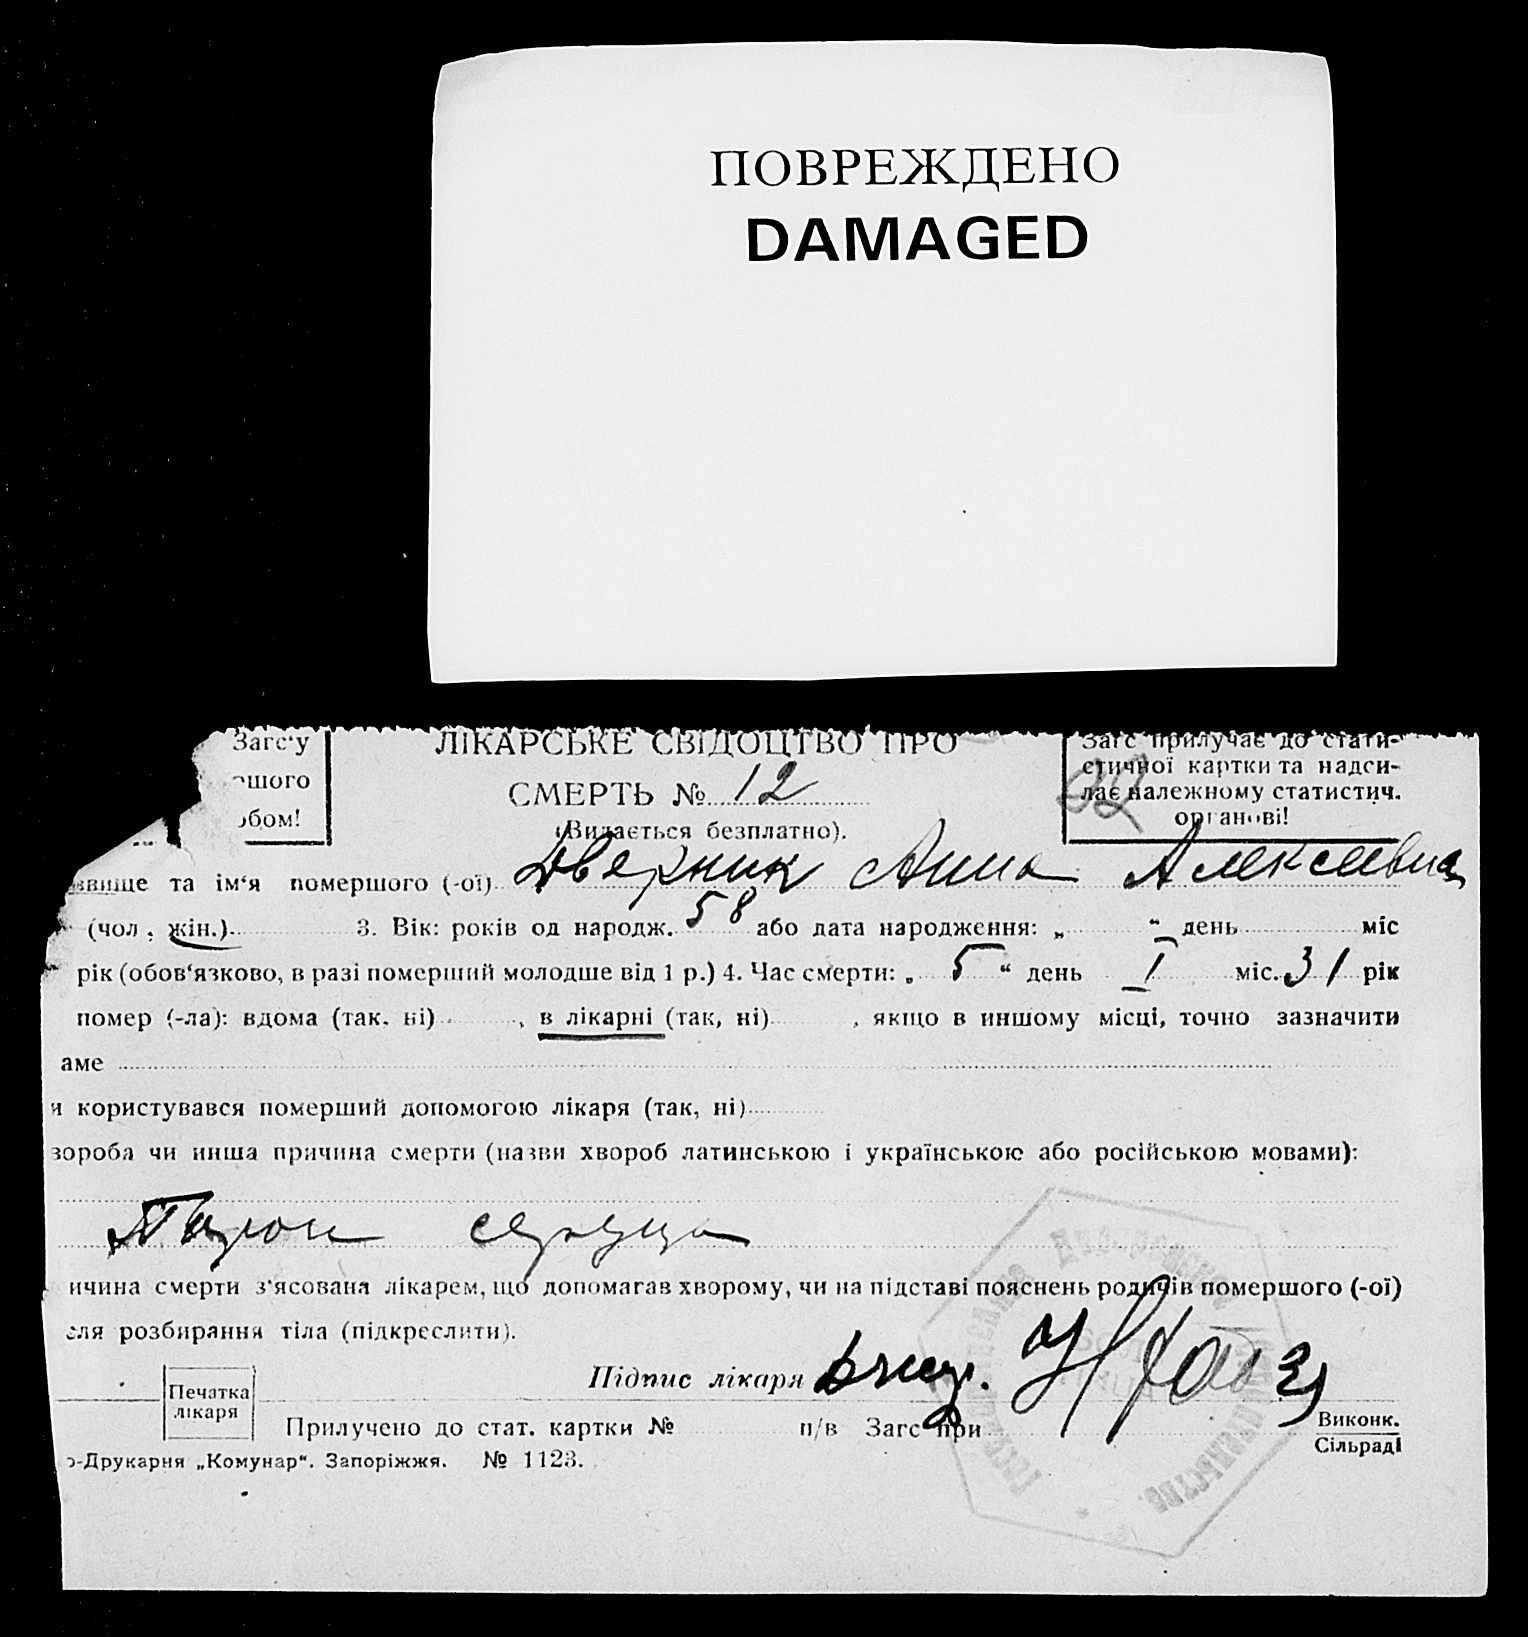 ПОВРЕЖДЕНО
DAMAGED
Загс‘у
ршого
обом!
ЛІКАРСЬКЕ СВІДОЦТВО ПРО
СМЕРТЬ № 12
(Видається безплатно).
Загс прилучає до стати-
стичної картки та надси-
лає належному статистич.
органові!
22
звище та ім‘я помершого (-ої) Дверник Анна Алексеевна
(чол., жін.) 3. Вік: років од народж. 58 або дата народження: „ “ день міс
рік (обов‘язково, в разі померший молодше від 1 р.) 4. Час смерти: „ 5 “ день I міс. 31 рік
помер (-ла): вдома (так, ні) , в лікарні (так, ні) , якщо в иншому місці, точно зазначити
аме
и користувався померший допомогою лікаря (так, ні)
вороба чи инша причина смерти (назви хвороб латинською і українською або російською мовами):
сердца
ичина смерти з‘ясована лікарем, що допомагав хворому, чи на підставі пояснень родичів помершого (-ої)
сля розбирання тіла (підкреслити).
Підпис лікаря
Печатка
лікаря
Прилучено до стат. картки № п/в Загс при
Виконк.
Сільраді
о-Друкарня „Комунар“. Запоріжжя. № 1123.